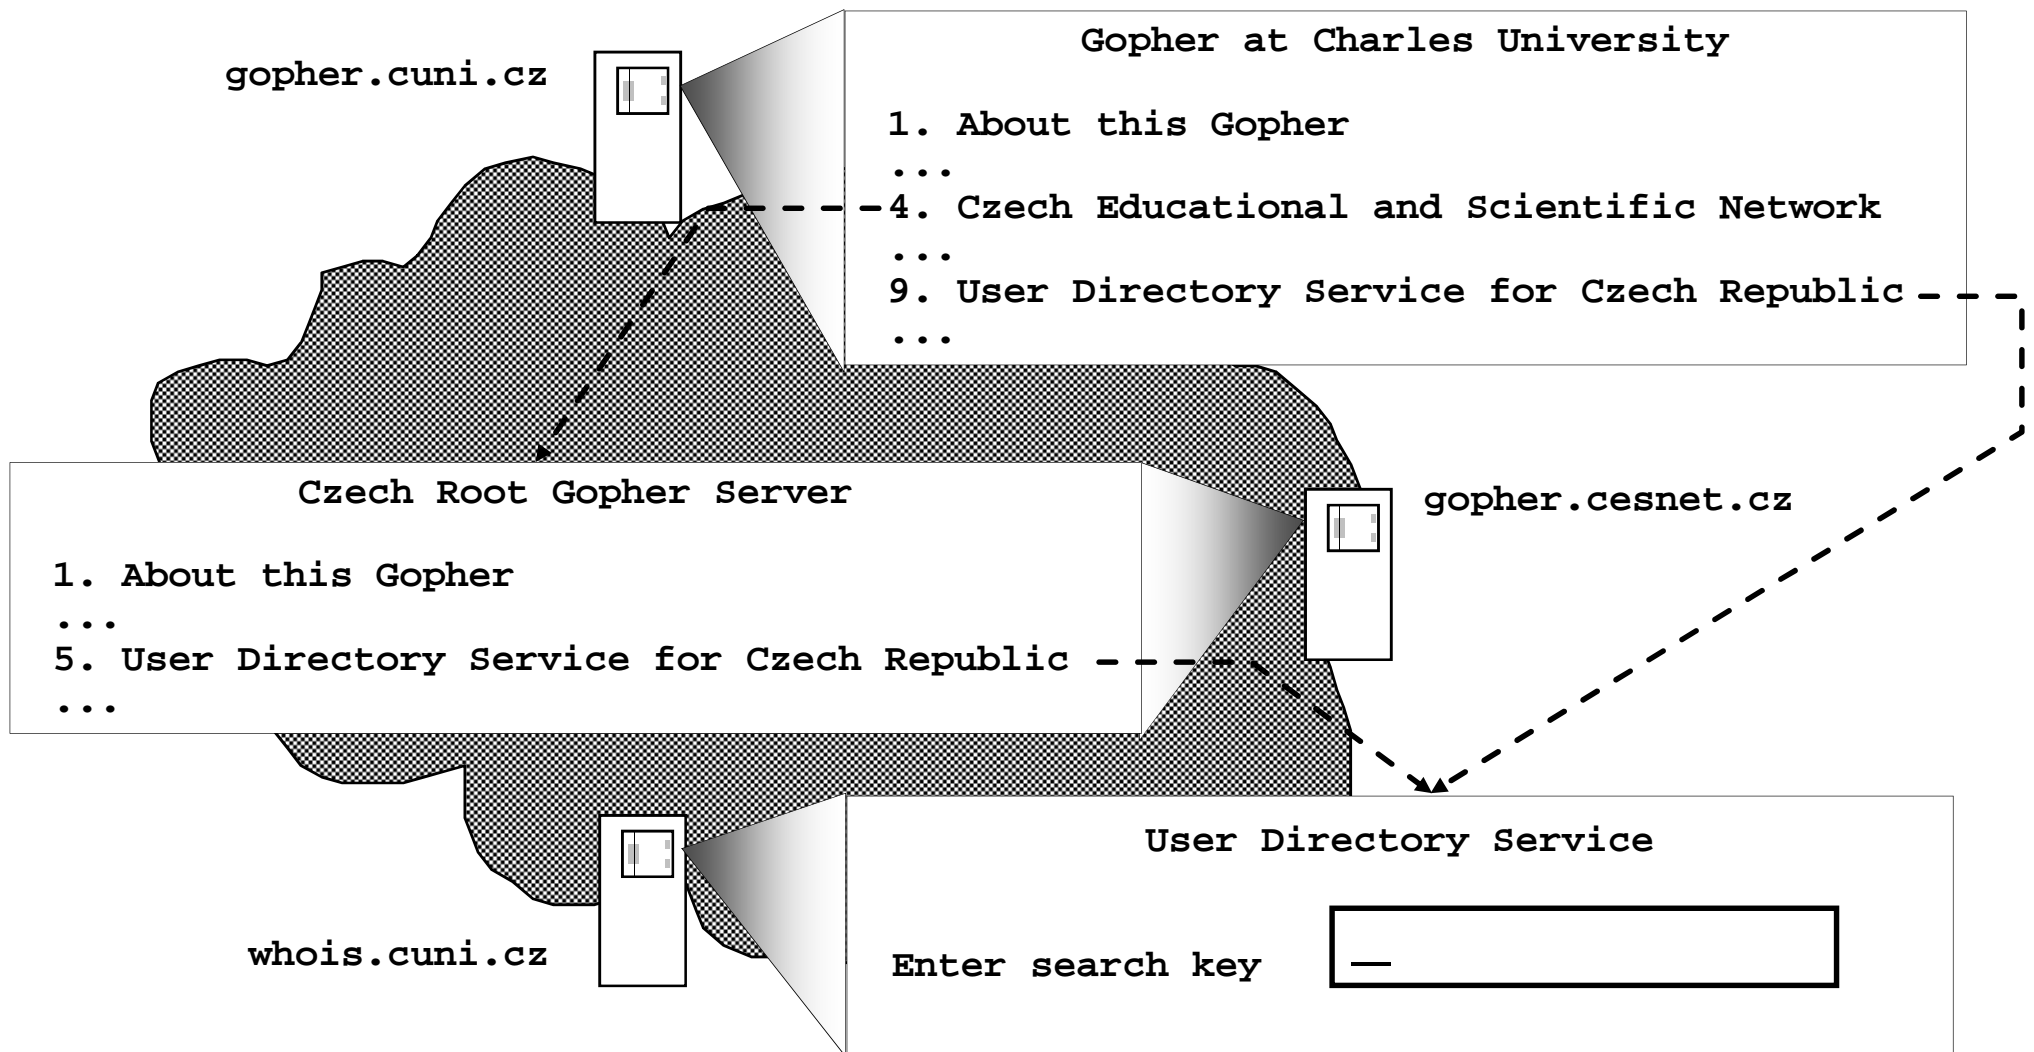 gopher.cuni.cz
Gopher at Charles University
1. About this Gopher
...
4. Czech Educational and Scientific Network
...
9. User Directory Service for Czech Republic
...
Czech Root Gopher Server
gopher.cesnet.cz
1. About this Gopher
...
5. User Directory Service for Czech Republic
...
User Directory Service
whois.cuni.cz
Enter search key